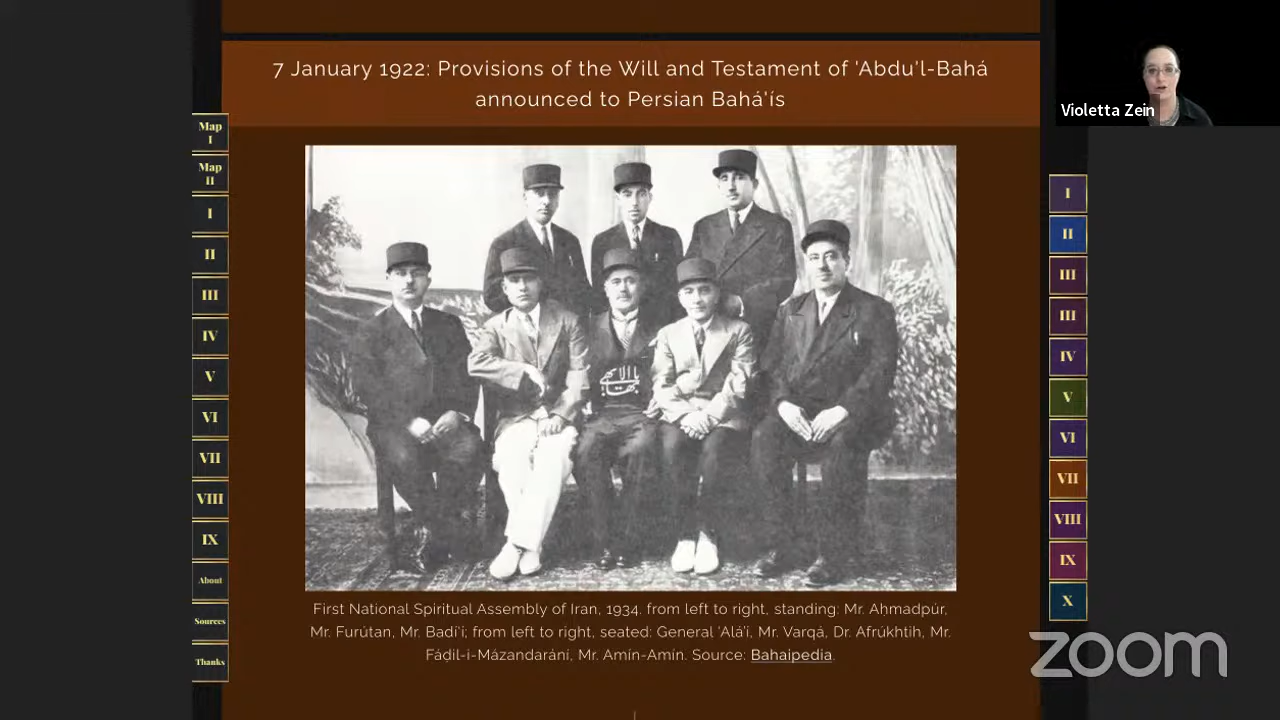 7 January 1922: Provisions of the Will and Testament of 'Abdu'l-Bahá
announced to Persian Bahá'ís
Violetta Zein
Map
I
Map
II
I
II
III
IV
V
VI
VII
VIII
IX
About
Sources
Thanks
I
II
III
III
IV
V
VI
VII
VIII
IX
X
First National Spiritual Assembly of Iran, 1934. from left to right, standing: Mr. Aḥmadpúr,
Mr. Furútan, Mr. Badí'í; from left to right, seated: General 'Alá'í, Mr. Varqá, Dr. Afrúkhtih, Mr.
Fáḍil-i-Mázandarání, Mr. Amín-Amín. Source: Bahaipedia.
zoom